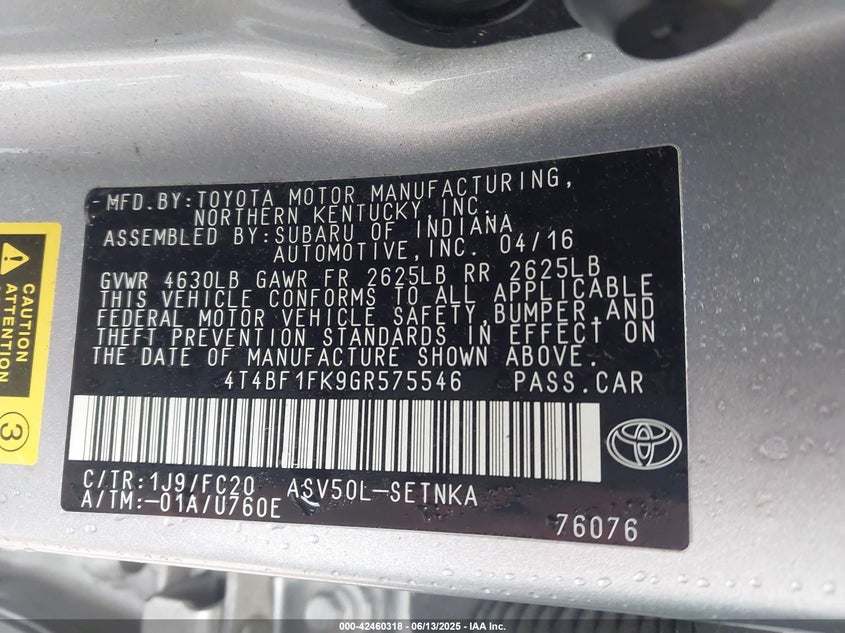 MFD.BY:TOYOTA MOTOR MANUFACTURING,
NORTHERN KENTUCKY,INC.
ASSEMBLED BY:SUBARU OF INDIANA
AUTOMOTIVE,INC. 04/16
GVWR 4630LB GAWR FR 2625LB RR 2625LB
THIS VEHICLE CONFORMS TO ALL APPLICABLE
FEDERAL MOTOR VEHICLE SAFETY,BUMPER,AND
THEFT PREVENTION STANDARDS IN EFFECT ON
THE DATE OF MANUFACTURE SHOWN ABOVE.
4T4BF1FK9GR575546 PASS.CAR
C/TR:1J9/FC20 ASV50L-SETNKA
A/TM:-01A/U760E
76076
CAUTION
ATTENTION
3
000-42460318 - 06/13/2025 - IAA Inc.